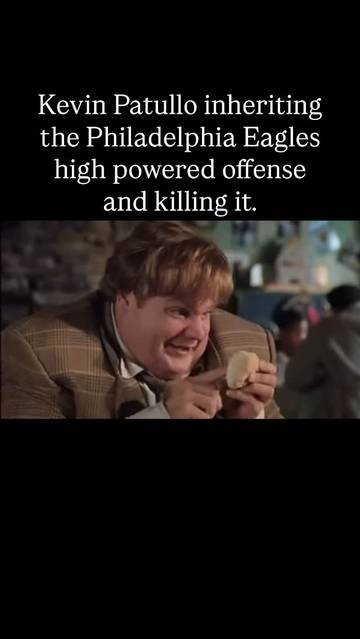 Kevin Patullo inheriting
the Philadelphia Eagles
high powered offense
and killing it.